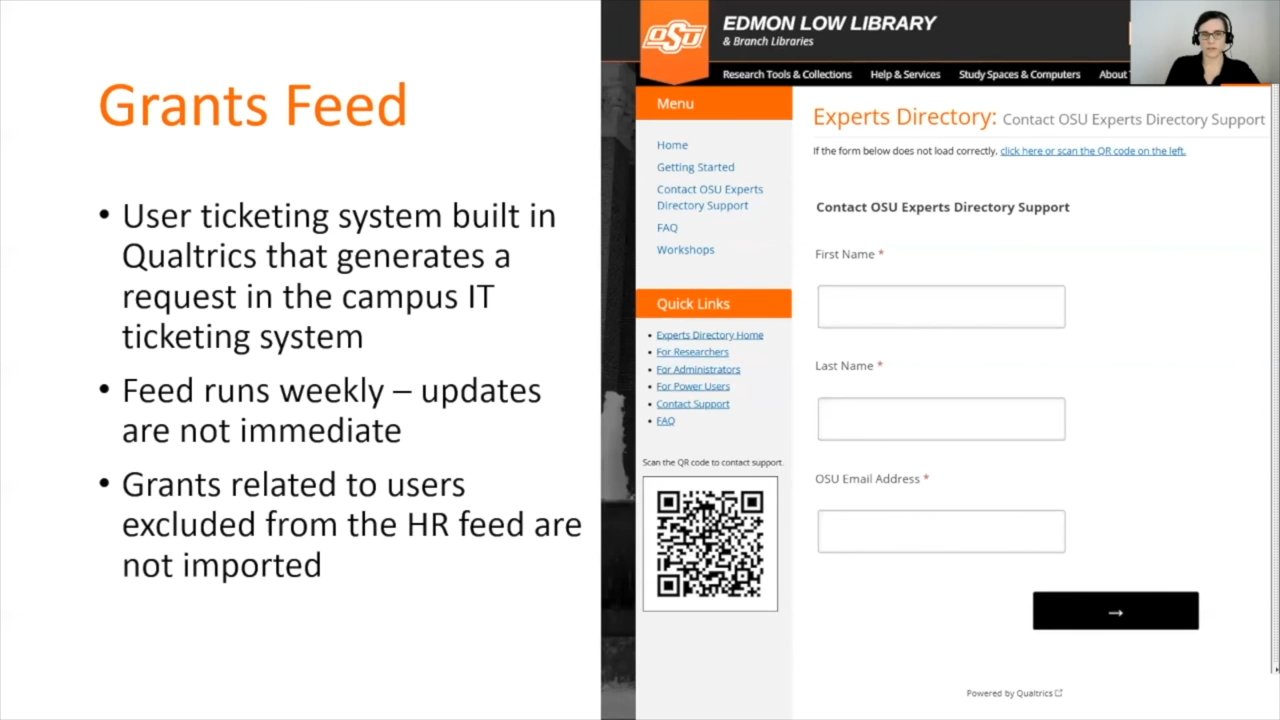 Grants Feed
• User ticketing system built in
Qualtrics that generates a
request in the campus IT
ticketing system
• Feed runs weekly – updates
are not immediate
• Grants related to users
excluded from the HR feed are
not imported
OSU
EDMON LOW LIBRARY
& Branch Libraries
Research Tools & Collections
Help & Services
Study Spaces & Computers
About
Menu
Home
Getting Started
Contact OSU Experts
Directory Support
FAQ
Workshops
Quick Links
• Experts Directory Home
• For Researchers
• For Administrators
• For Power Users
• Contact Support
• FAQ
Scan the QR code to contact support.
Experts Directory: Contact OSU Experts Directory Support
If the form below does not load correctly, click here or scan the QR code on the left.
Contact OSU Experts Directory Support
First Name *
Last Name *
OSU Email Address *
→
Powered by Qualtrics